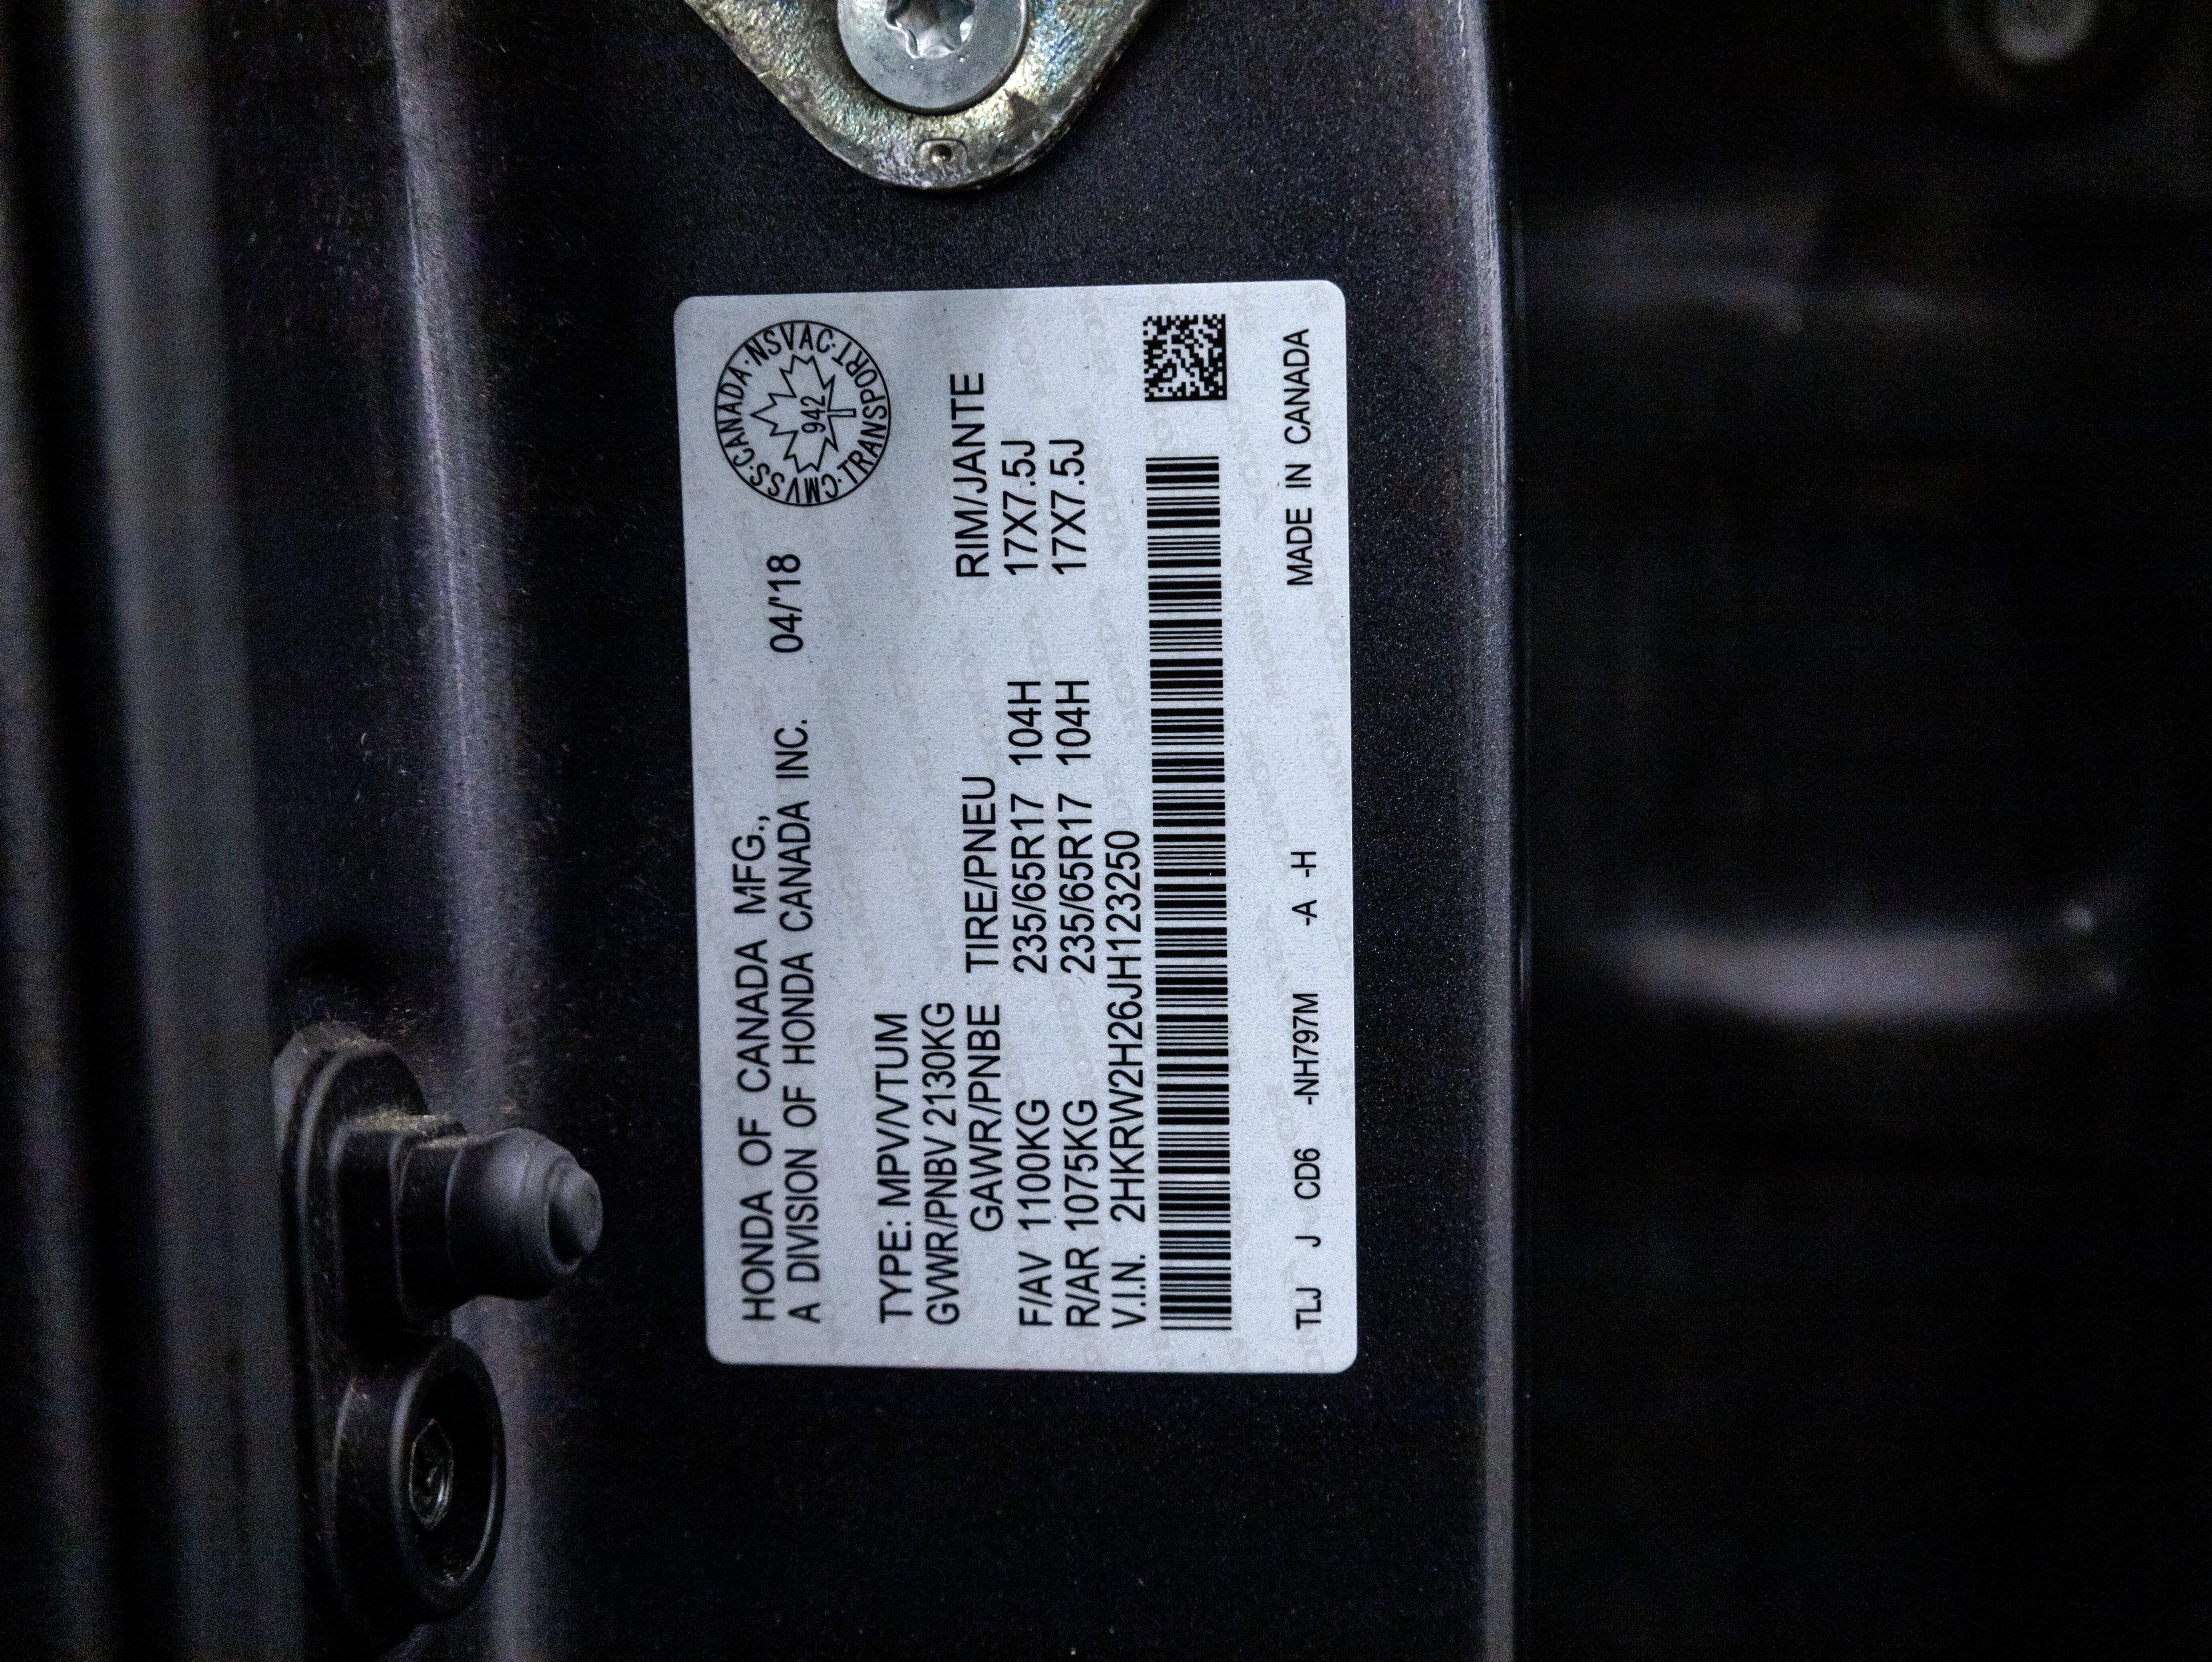 HONDA OF CANADA MFG.,
A DIVISION OF HONDA CANADA INC. 04/'18
CMVSS·CANADA·NSVAC·TRANSPORT·
942
TYPE: MPV/VTUM
GVWR/PNBV 2130KG
GAWR/PNBE TIRE/PNEU RIM/JANTE
F/AV 1100KG 235/65R17 104H 17X7.5J
R/AR 1075KG 235/65R17 104H 17X7.5J
V.I.N. 2HKRW2H26JH123250
TLJ J CD6 -NH797M -A -H MADE IN CANADA